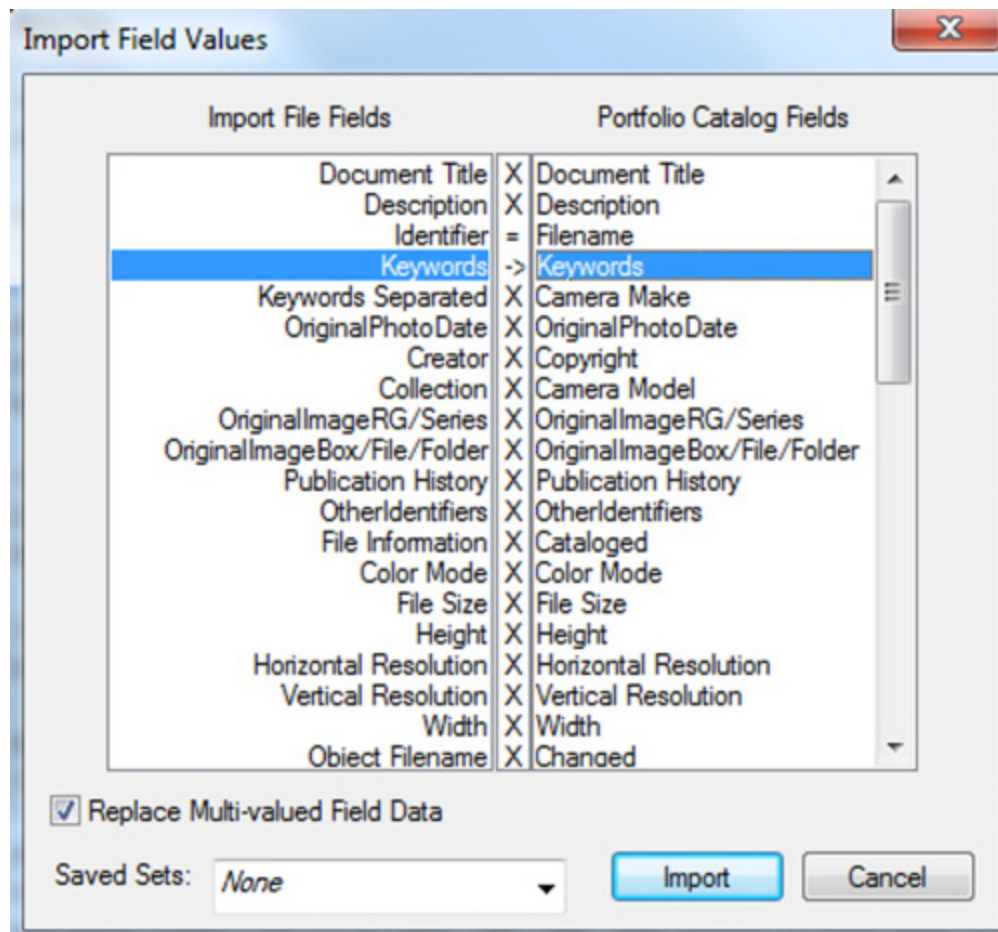 Import Field Values
X
Import File Fields Portfolio Catalog Fields
Document Title X Document Title
Description X Description
Identifier = Filename
Keywords -> Keywords
Keywords Separated X Camera Make
OriginalPhotoDate X OriginalPhotoDate
Creator X Copyright
Collection X Camera Model
OriginalImageRG/Series X OriginalImageRG/Series
OriginalImageBox/File/Folder X OriginalImageBox/File/Folder
Publication History X Publication History
OtherIdentifiers X OtherIdentifiers
File Information X Cataloged
Color Mode X Color Mode
File Size X File Size
Height X Height
Horizontal Resolution X Horizontal Resolution
Vertical Resolution X Vertical Resolution
Width X Width
Object Filename X Changed
Replace Multi-valued Field Data
Saved Sets: None Import Cancel